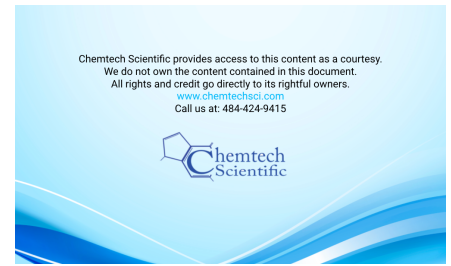 Chemtech Scientific provides access to this content as a courtesy.
We do not own the content contained in this document.
All rights and credit go directly to its rightful owners.
www.chemtechsci.com
Call us at: 484-424-9415
Chemtech
Scientific